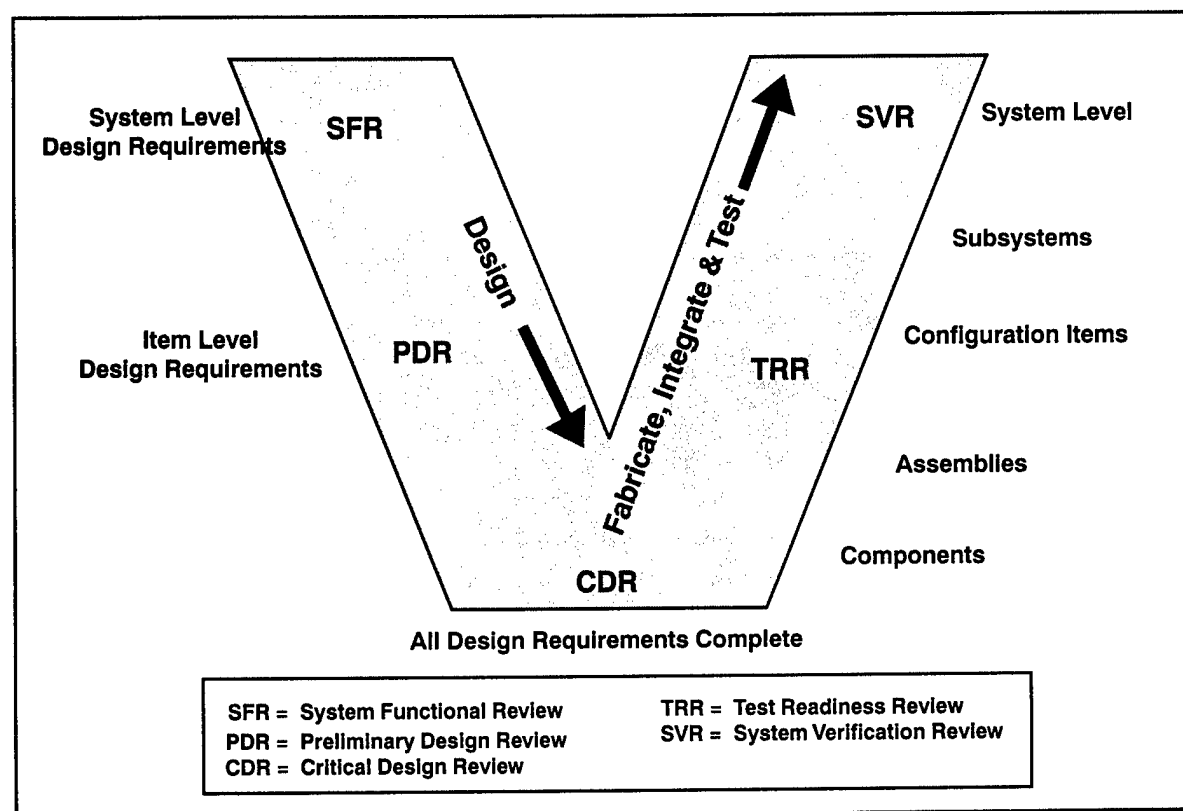 System Level
Design Requirements
SFR
SVR
System Level
Design
Fabricate, Integrate & Test
Subsystems
Item Level
Design Requirements
PDR
TRR
Configuration Items
Assemblies
Components
CDR
All Design Requirements Complete
SFR = System Functional Review
PDR = Preliminary Design Review
CDR = Critical Design Review
TRR = Test Readiness Review
SVR = System Verification Review